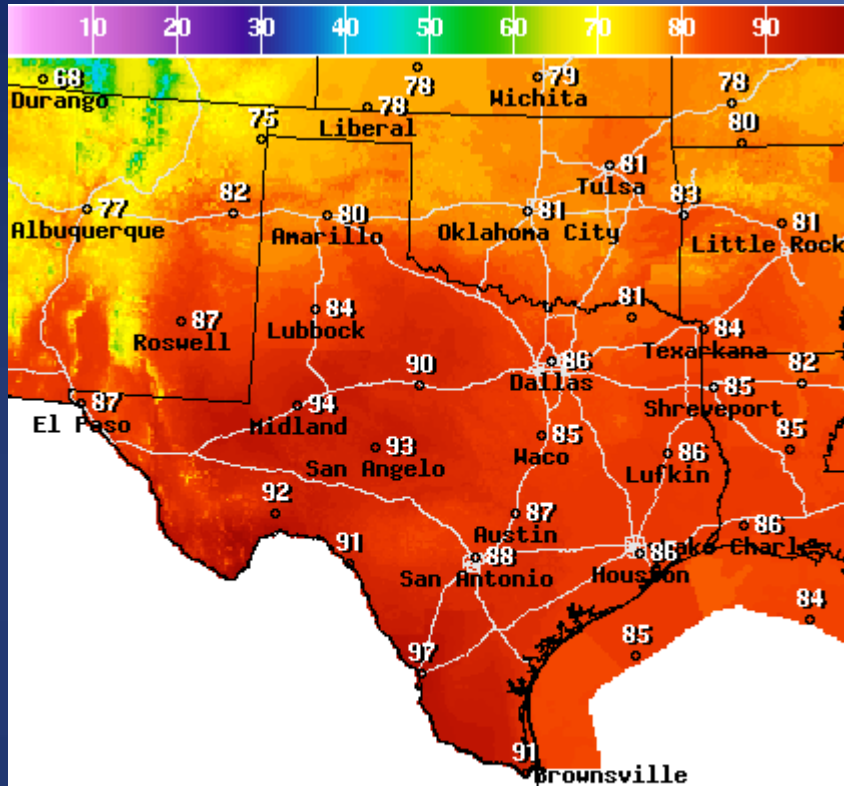 10 20 30 40 50 60 70 80 90
68 Durango
78
79 Wichita
78 Liberal
78
75
80
81 Tulsa
77 Albuquerque
82
80 Amarillo
81 Oklahoma City
83
81 Little Rock
87 Roswell
84 Lubbock
81
84 Texarkana
90
86 Dallas
85 Shreveport
82
87 El Paso
94 Midland
93 San Angelo
85 Waco
86 Lufkin
85
92
87 Austin
86 Lake Charles
91
88 San Antonio
86 Houston
84
97
85
91 Brownsville